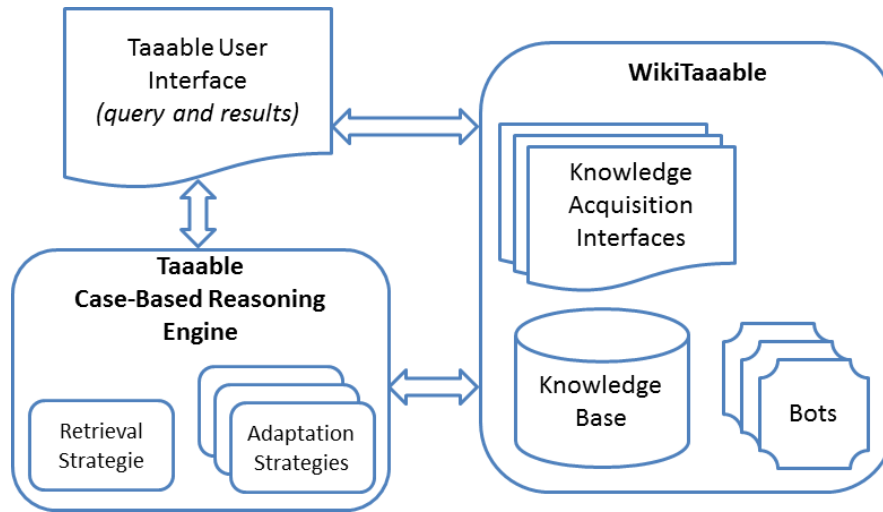 Taaable User
Interface
(query and results)
WikiTaaable
Knowledge
Acquisition
Interfaces
Taaable
Case-Based Reasoning
Engine
Retrieval
Strategie
Adaptation
Strategies
Knowledge
Base
Bots